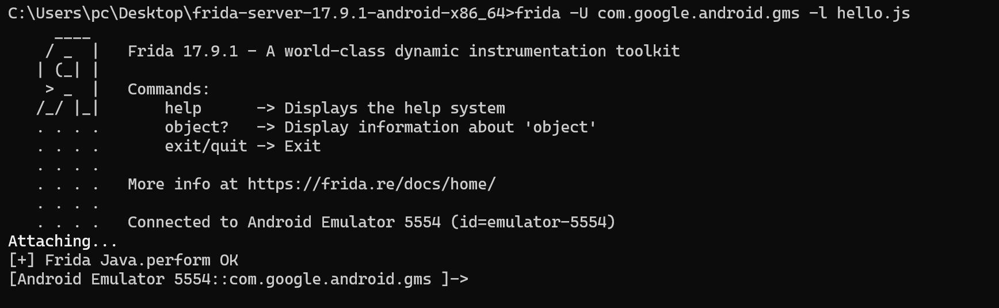 C:\Users\pc\Desktop\frida-server-17.9.1-android-x86_64>frida -U com.google.android.gms -l hello.js
     ____
    / _  |   Frida 17.9.1 - A world-class dynamic instrumentation toolkit
   | (_| |
    > _  |   Commands:
   /_/ |_|       help      -> Displays the help system
   . . . .       object?   -> Display information about 'object'
   . . . .       exit/quit -> Exit
   . . . .
   . . . .   More info at https://frida.re/docs/home/
   . . . .
   . . . .   Connected to Android Emulator 5554 (id=emulator-5554)
Attaching...
[+] Frida Java.perform OK
[Android Emulator 5554::com.google.android.gms ]->